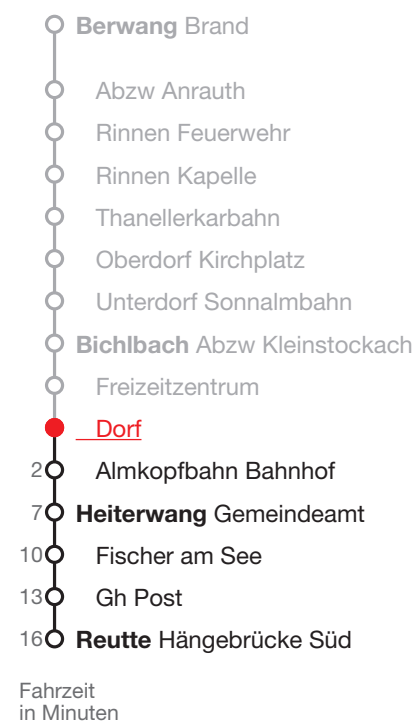 Berwang Brand
Abzw Anrauth
Rinnen Feuerwehr
Rinnen Kapelle
Thanellerkarbahn
Oberdorf Kirchplatz
Unterdorf Sonnalmbahn
Bichlbach Abzw Kleinstockach
Freizeitzentrum
Dorf
2 Almkopfbahn Bahnhof
7 Heiterwang Gemeindeamt
10 Fischer am See
13 Gh Post
16 Reutte Hängebrücke Süd
Fahrzeit
in Minuten